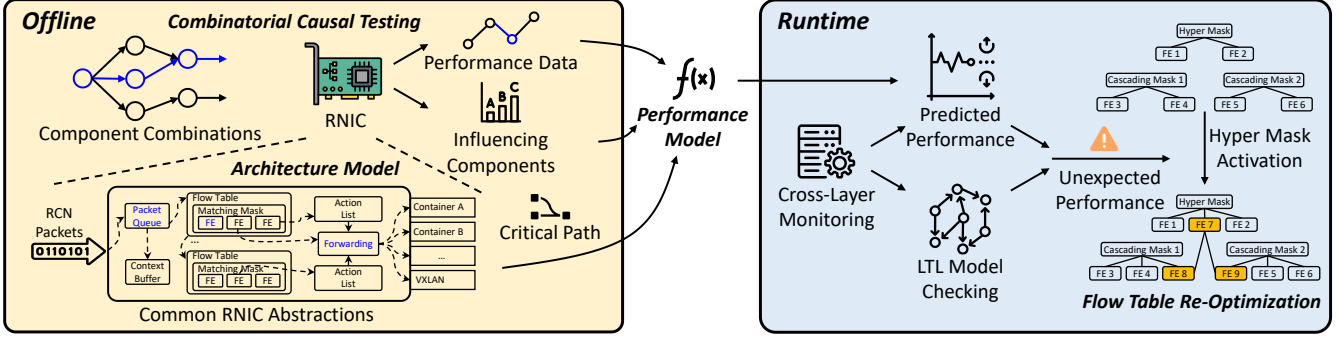 Offline
Combinatorial Causal Testing
Component Combinations
RNIC
Performance Data
A B C
Influencing
Components
f(x)
Performance
Model
Architecture Model
RCN
Packets
0110101
Packet
Queue
Context
Buffer
Flow Table
Matching Mask
FE FE FE
...
Flow Table
Matching Mask
FE FE FE
Action
List
Forwarding
Action
List
Container A
Container B
...
VXLAN
Critical Path
Common RNIC Abstractions
Runtime
Cross-Layer
Monitoring
Predicted
Performance
LTL Model
Checking
Unexpected
Performance
Hyper Mask
FE 1 FE 2
Cascading Mask 1 Cascading Mask 2
FE 3 FE 4 FE 5 FE 6
Hyper Mask
Activation
Hyper Mask
FE 1 FE 7 FE 2
Cascading Mask 1 Cascading Mask 2
FE 3 FE 4 FE 8 FE 9 FE 5 FE 6
Flow Table Re-Optimization